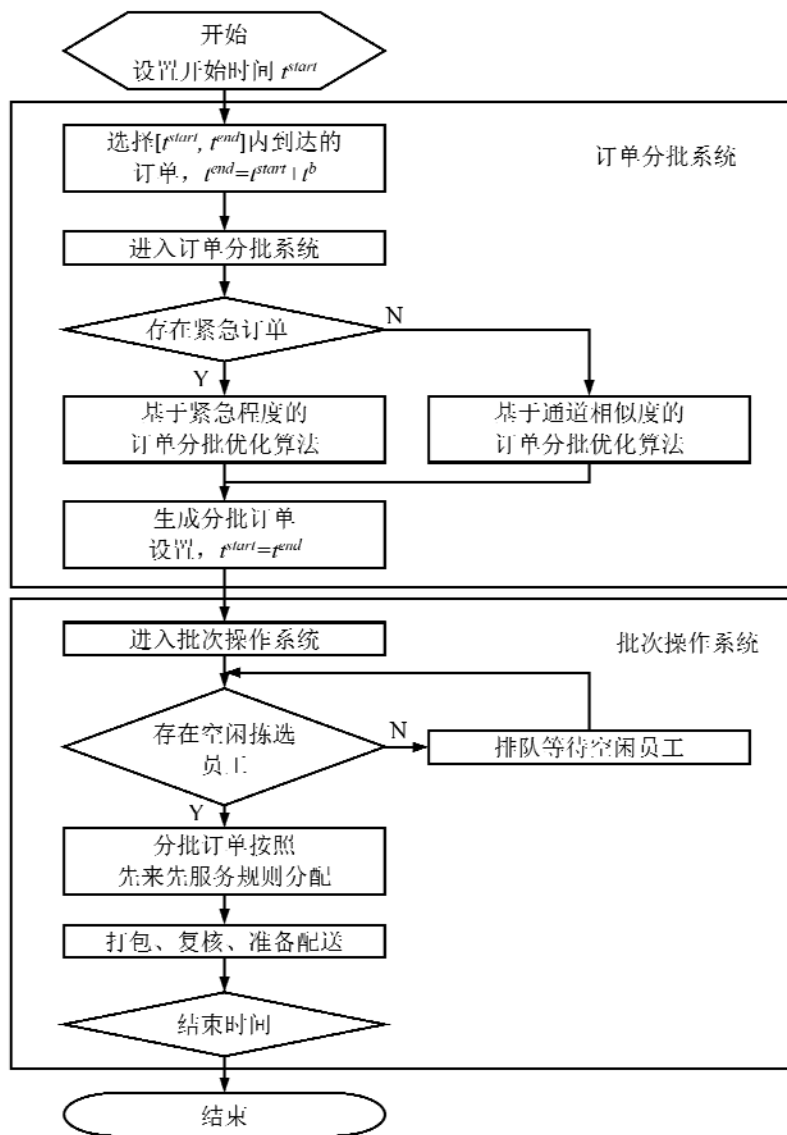 开始
设置开始时间 t^start
选择[t^start, t^end]内到达的
订单，t^end=t^start+t^b
订单分批系统
进入订单分批系统
存在紧急订单
N
Y
基于紧急程度的
订单分批优化算法
基于通道相似度的
订单分批优化算法
生成分批订单
设置，t^start=t^end
进入批次操作系统
批次操作系统
存在空闲拣选
员工
N
排队等待空闲员工
Y
分批订单按照
先来先服务规则分配
打包、复核、准备配送
结束时间
结束